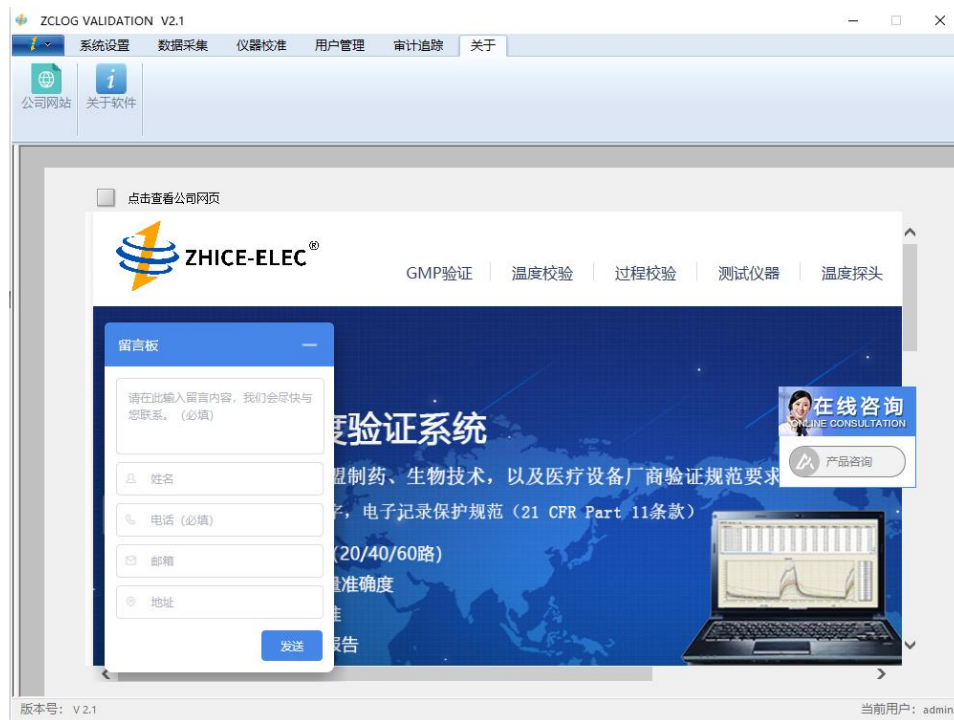 ZCLOG VALIDATION V2.1
系统设置 数据采集 仪器校准 用户管理 审计追踪 关于
公司网站 关于软件
点击查看公司网页
ZHICE-ELEC®
GMP验证 温度校验 过程校验 测试仪器 温度探头
留言板
请在此输入留言内容，我们会尽快与
您联系。（必填）
姓名
电话（必填）
邮箱
地址
发送
验证系统
盟制药、生物技术，以及医疗设备厂商验证规范要求
字，电子记录保护规范（21 CFR Part 11条款）
(20/40/60路)
量准确度
准
报告
在线咨询
ONLINE CONSULTATION
产品咨询
版本号： V 2.1
当前用户： admin